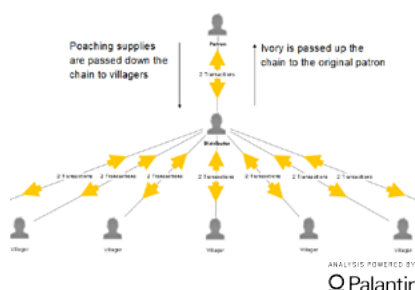 Poaching supplies
are passed down the
chain to villagers
Ivory is passed up the
chain to the original patron
Patron
2 Transactions
Distributor
2 Transactions
2 Transactions
2 Transactions
2 Transactions
2 Transactions
2 Transactions
2 Transactions
Villager
Villager
Villager
Villager
Villager
ANALYSIS POWERED BY
Palantir